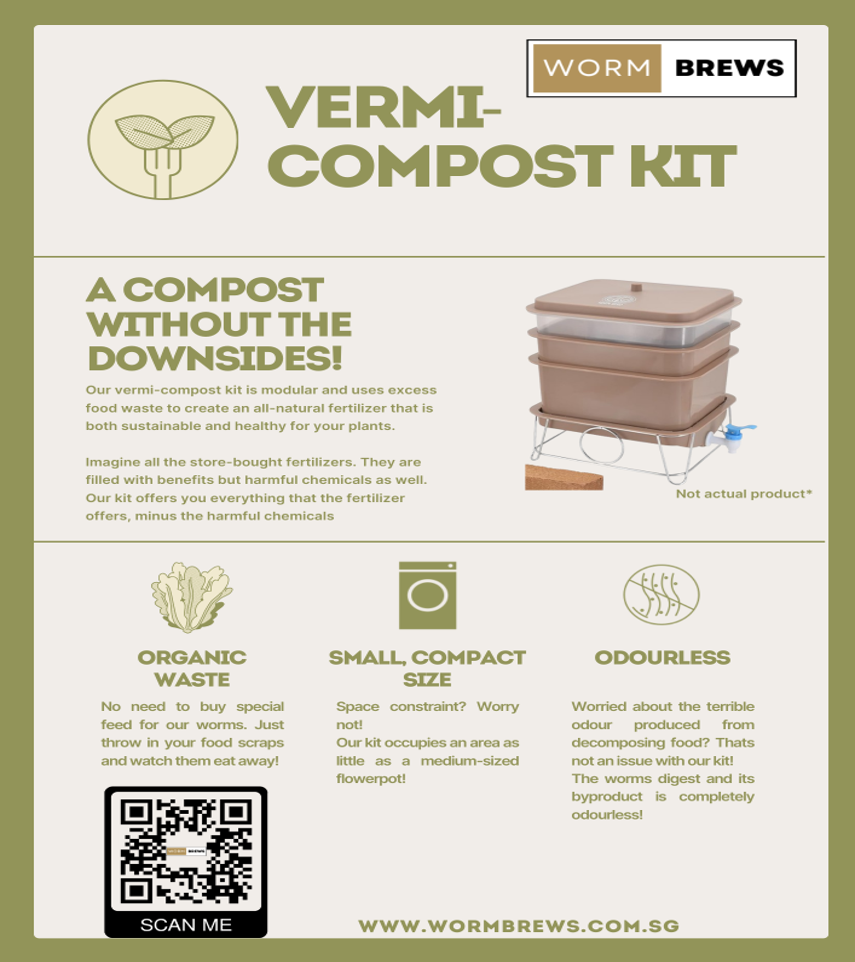 WORM BREWS
VERMI-
COMPOST KIT
A COMPOST
WITHOUT THE
DOWNSIDES!
Our vermi-compost kit is modular and uses excess
food waste to create an all-natural fertilizer that is
both sustainable and healthy for your plants.
Imagine all the store-bought fertilizers. They are
filled with benefits but harmful chemicals as well.
Our kit offers you everything that the fertilizer
offers, minus the harmful chemicals
Not actual product*
ORGANIC
WASTE
No need to buy special
feed for our worms. Just
throw in your food scraps
and watch them eat away!
SMALL, COMPACT
SIZE
Space constraint? Worry
not!
Our kit occupies an area as
little as a medium-sized
flowerpot!
ODOURLESS
Worried about the terrible
odour produced from
decomposing food? Thats
not an issue with our kit!
The worms digest and its
byproduct is completely
odourless!
WORM BREWS
SCAN ME
WWW.WORMBREWS.COM.SG